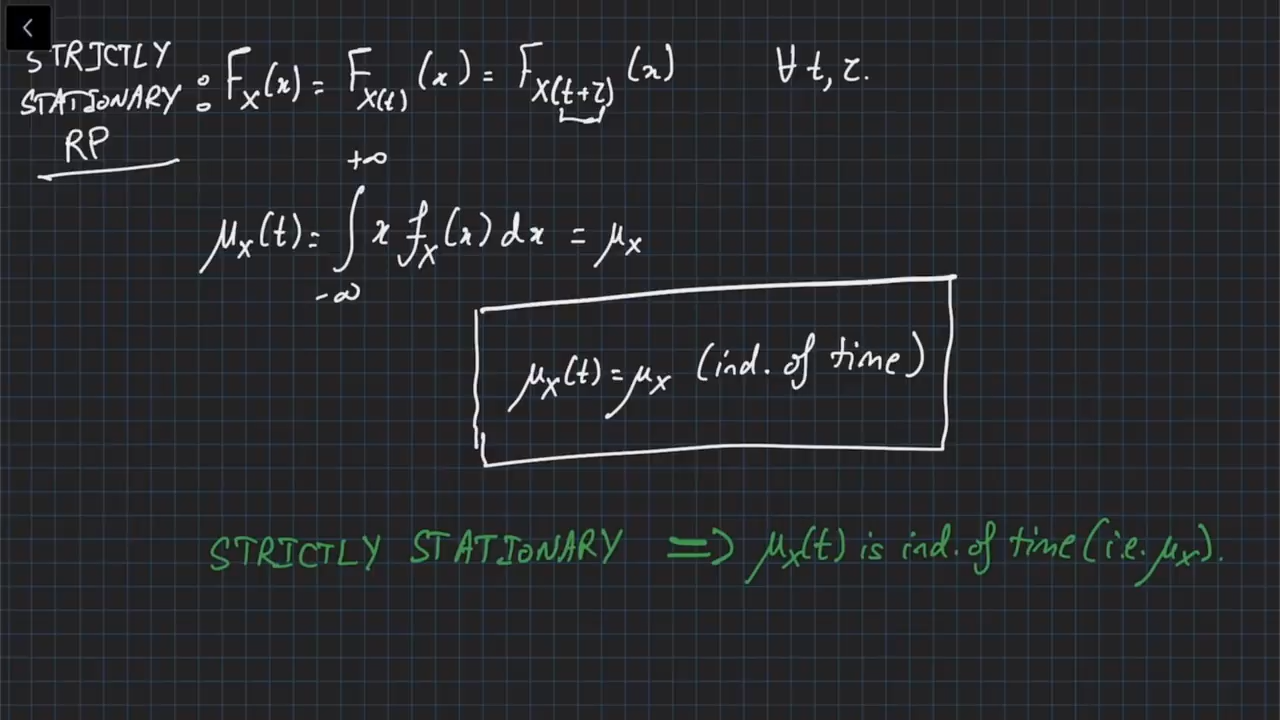 STRICTLY STATIONARY RP : F_X(x) = F_X(t)(x) = F_X(t+τ)(x) ∀ t, τ.
μ_X(t) = ∫_{-∞}^{+∞} x f_X(x) dx = μ_X
μ_X(t) = μ_X (ind. of time)
STRICTLY STATIONARY ⇒ μ_X(t) is ind. of time (i.e. μ_X).